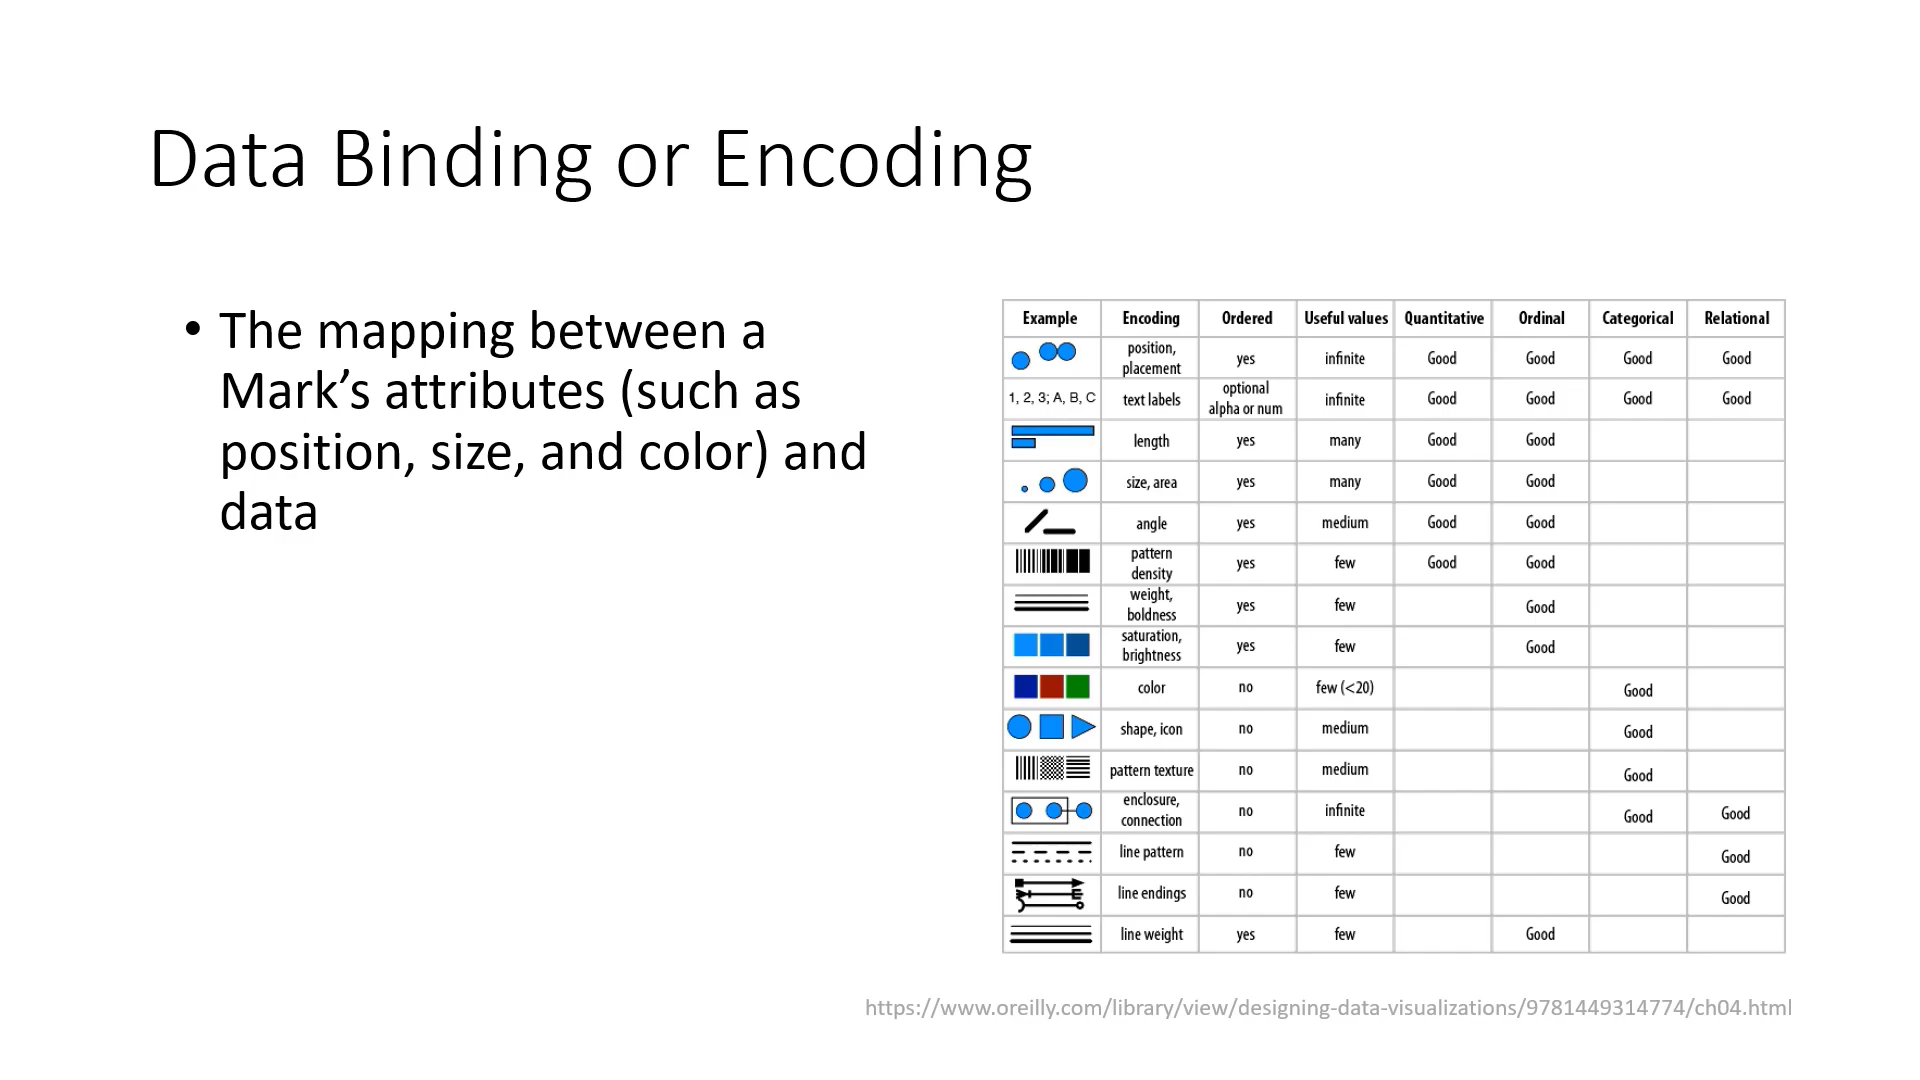 Data Binding or Encoding
• The mapping between a
Mark’s attributes (such as
position, size, and color) and
data
Example Encoding Ordered Useful values Quantitative Ordinal Categorical Relational
position, placement yes infinite Good Good Good Good
1, 2, 3; A, B, C text labels optional alpha or num infinite Good Good Good Good
length yes many Good Good
size, area yes many Good Good
angle yes medium Good Good
pattern density yes few Good Good
weight, boldness yes few Good
saturation, brightness yes few Good
color no few (<20) Good
shape, icon no medium Good
pattern texture no medium Good
enclosure, connection no infinite Good Good
line pattern no few Good
line endings no few Good
line weight yes few Good
https://www.oreilly.com/library/view/designing-data-visualizations/9781449314774/ch04.html